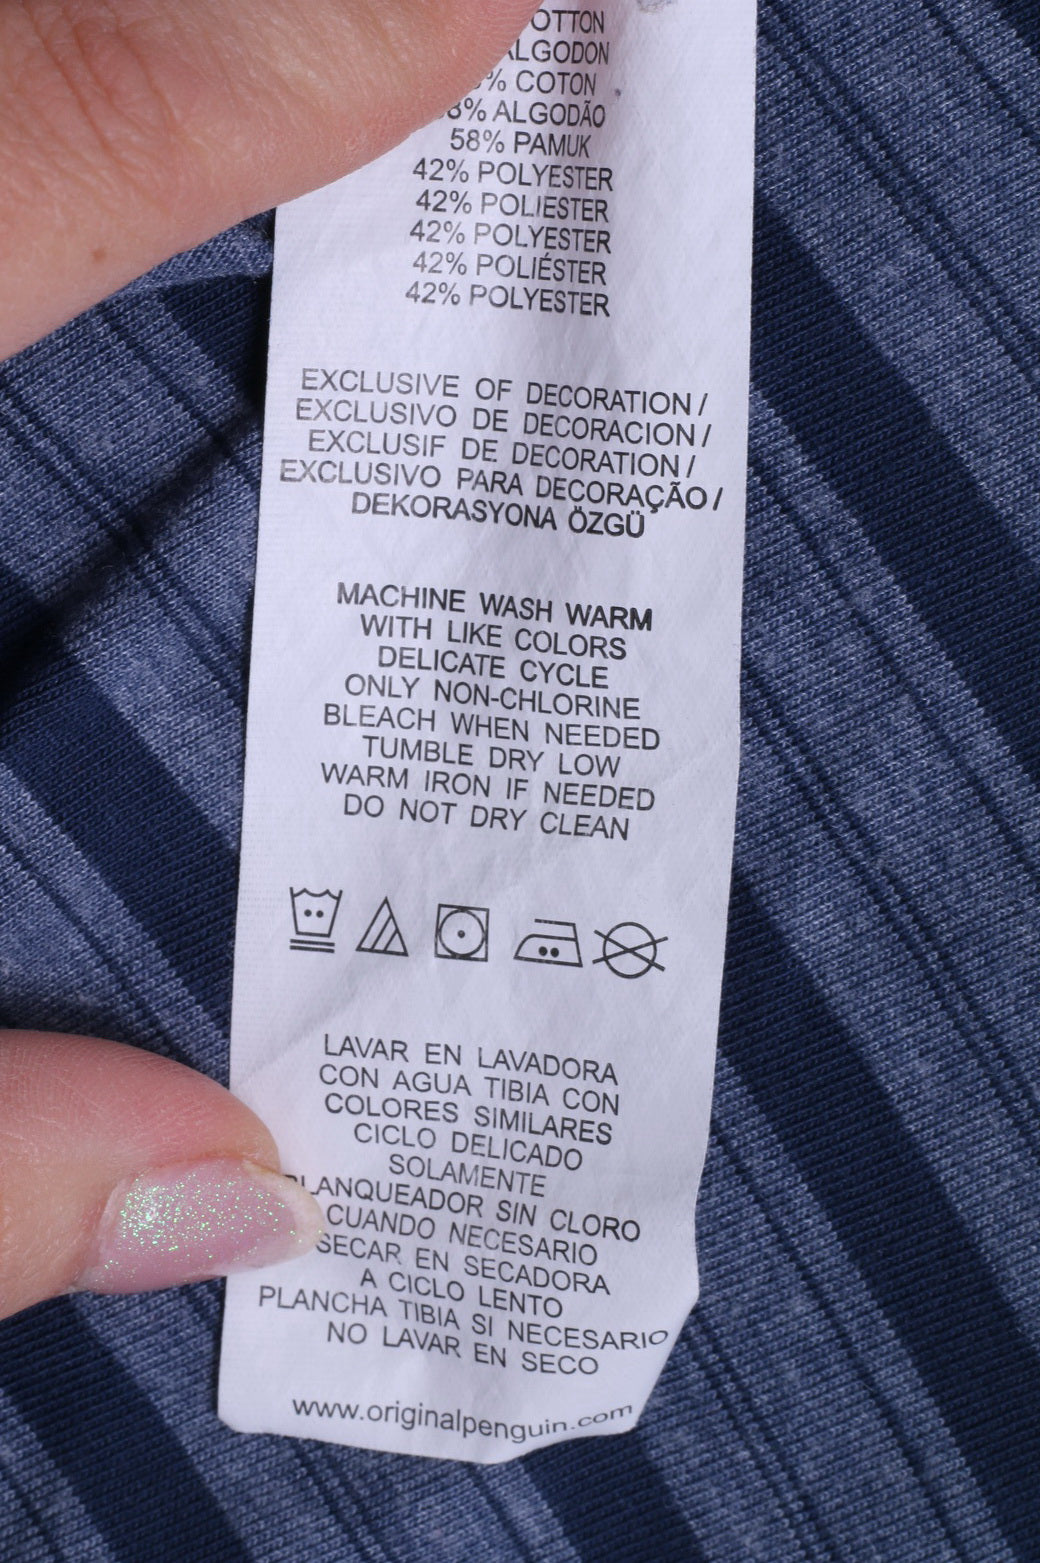 OTTON
ALGODON
% COTON
8% ALGODÃO
58% PAMUK
42% POLYESTER
42% POLIESTER
42% POLYESTER
42% POLIÉSTER
42% POLYESTER
EXCLUSIVE OF DECORATION /
EXCLUSIVO DE DECORACION /
EXCLUSIF DE DECORATION /
EXCLUSIVO PARA DECORAÇÃO /
DEKORASYONA ÖZGÜ
MACHINE WASH WARM
WITH LIKE COLORS
DELICATE CYCLE
ONLY NON-CHLORINE
BLEACH WHEN NEEDED
TUMBLE DRY LOW
WARM IRON IF NEEDED
DO NOT DRY CLEAN
LAVAR EN LAVADORA
CON AGUA TIBIA CON
COLORES SIMILARES
CICLO DELICADO
SOLAMENTE
LANQUEADOR SIN CLORO
CUANDO NECESARIO
SECAR EN SECADORA
A CICLO LENTO
PLANCHA TIBIA SI NECESARIO
NO LAVAR EN SECO
www.originalpenguin.com